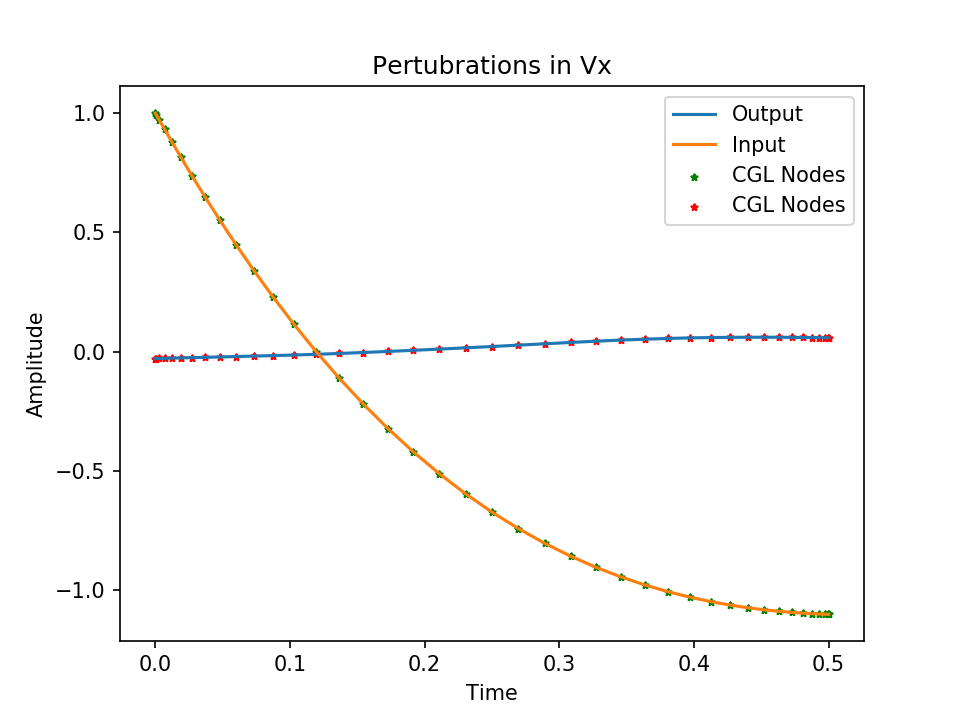 Pertubrations in Vx
Output
Input
CGL Nodes
CGL Nodes
1.0
0.5
0.0
−0.5
−1.0
Amplitude
0.0 0.1 0.2 0.3 0.4 0.5
Time